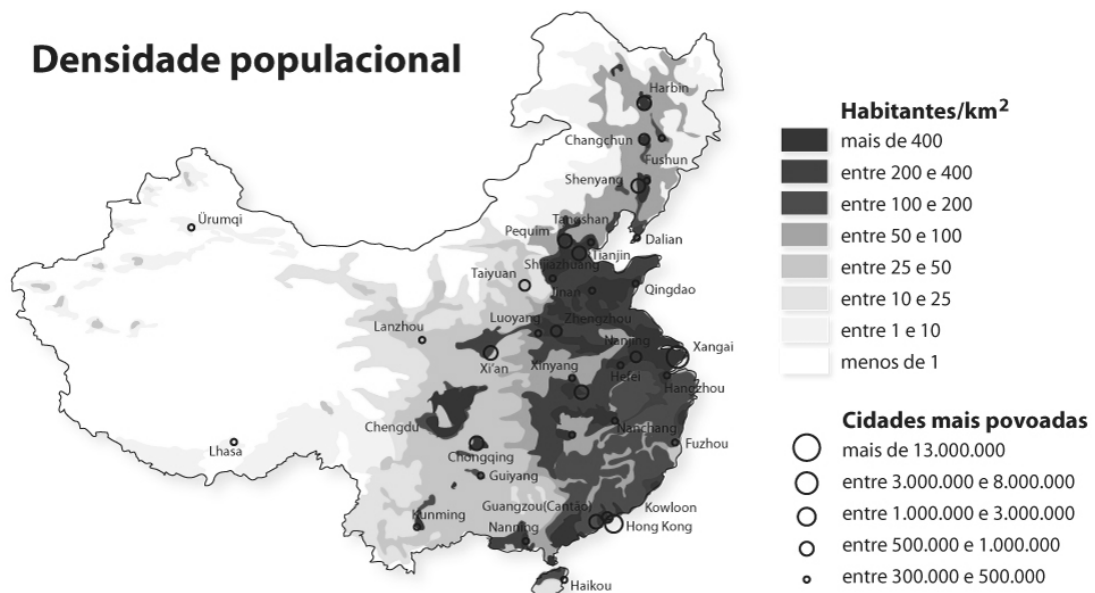 Densidade populacional
Harbin
Changchun
Fushun
Shenyang
Ürumqi
Tangshan
Pequim
Dalian
Tianjin
Shijiazhuang
Taiyuan
Jinan
Qingdao
Luoyang
Zhengzhou
Lanzhou
Nanjing
Xangai
Xi'an
Xinyang
Hefei
Hangzhou
Chengdu
Nanchang
Lhasa
Fuzhou
Chongqing
Guiyang
Guangzou(Cantão)
Kowloon
Kunming
Nanning
Hong Kong
Haikou
Habitantes/km²
mais de 400
entre 200 e 400
entre 100 e 200
entre 50 e 100
entre 25 e 50
entre 10 e 25
entre 1 e 10
menos de 1
Cidades mais povoadas
mais de 13.000.000
entre 3.000.000 e 8.000.000
entre 1.000.000 e 3.000.000
entre 500.000 e 1.000.000
entre 300.000 e 500.000